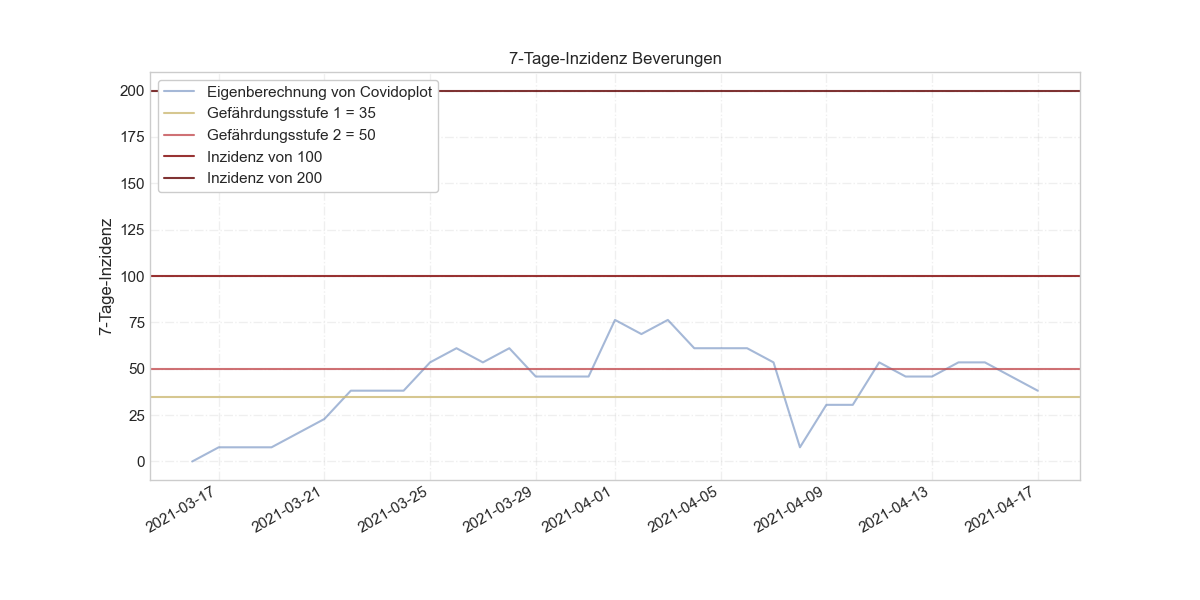 7-Tage-Inzidenz Beverungen
Eigenberechnung von Covidoplot
Gefährdungsstufe 1 = 35
Gefährdungsstufe 2 = 50
Inzidenz von 100
Inzidenz von 200
7-Tage-Inzidenz
200
175
150
125
100
75
50
25
0
2021-03-17
2021-03-21
2021-03-25
2021-03-29
2021-04-01
2021-04-05
2021-04-09
2021-04-13
2021-04-17